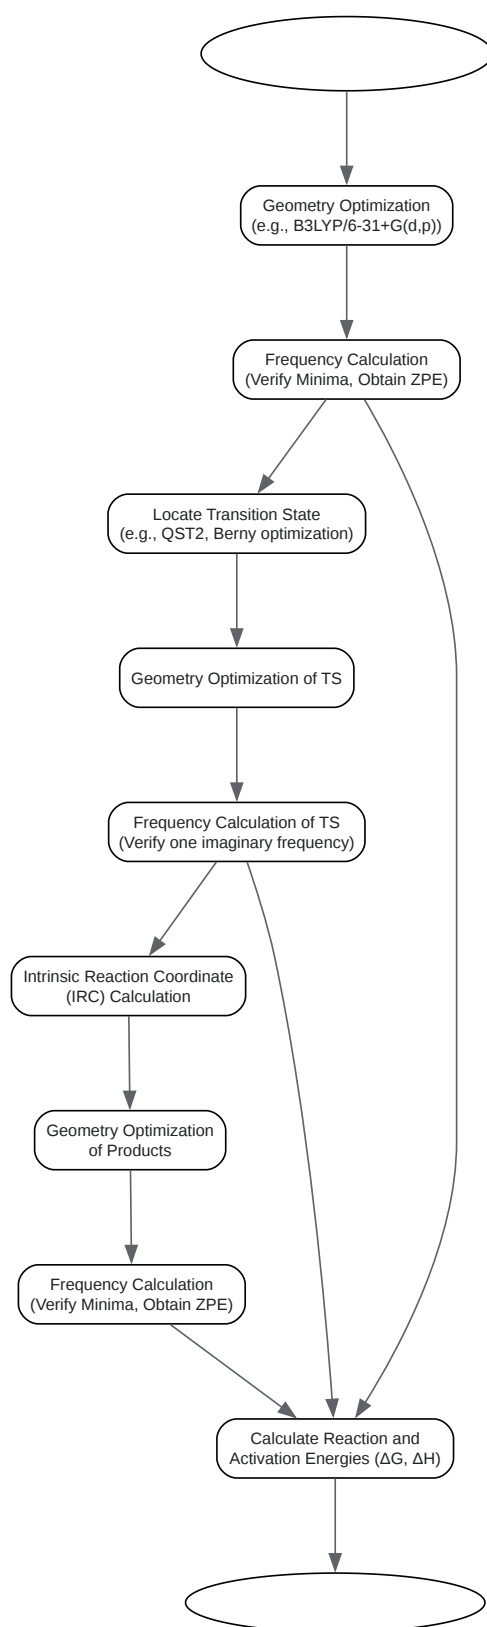 Geometry Optimization
(e.g., B3LYP/6-31+G(d,p))
Frequency Calculation
(Verify Minima, Obtain ZPE)
Locate Transition State
(e.g., QST2, Berny optimization)
Geometry Optimization of TS
Frequency Calculation of TS
(Verify one imaginary frequency)
Intrinsic Reaction Coordinate
(IRC) Calculation
Geometry Optimization
of Products
Frequency Calculation
(Verify Minima, Obtain ZPE)
Calculate Reaction and
Activation Energies (ΔG, ΔH)